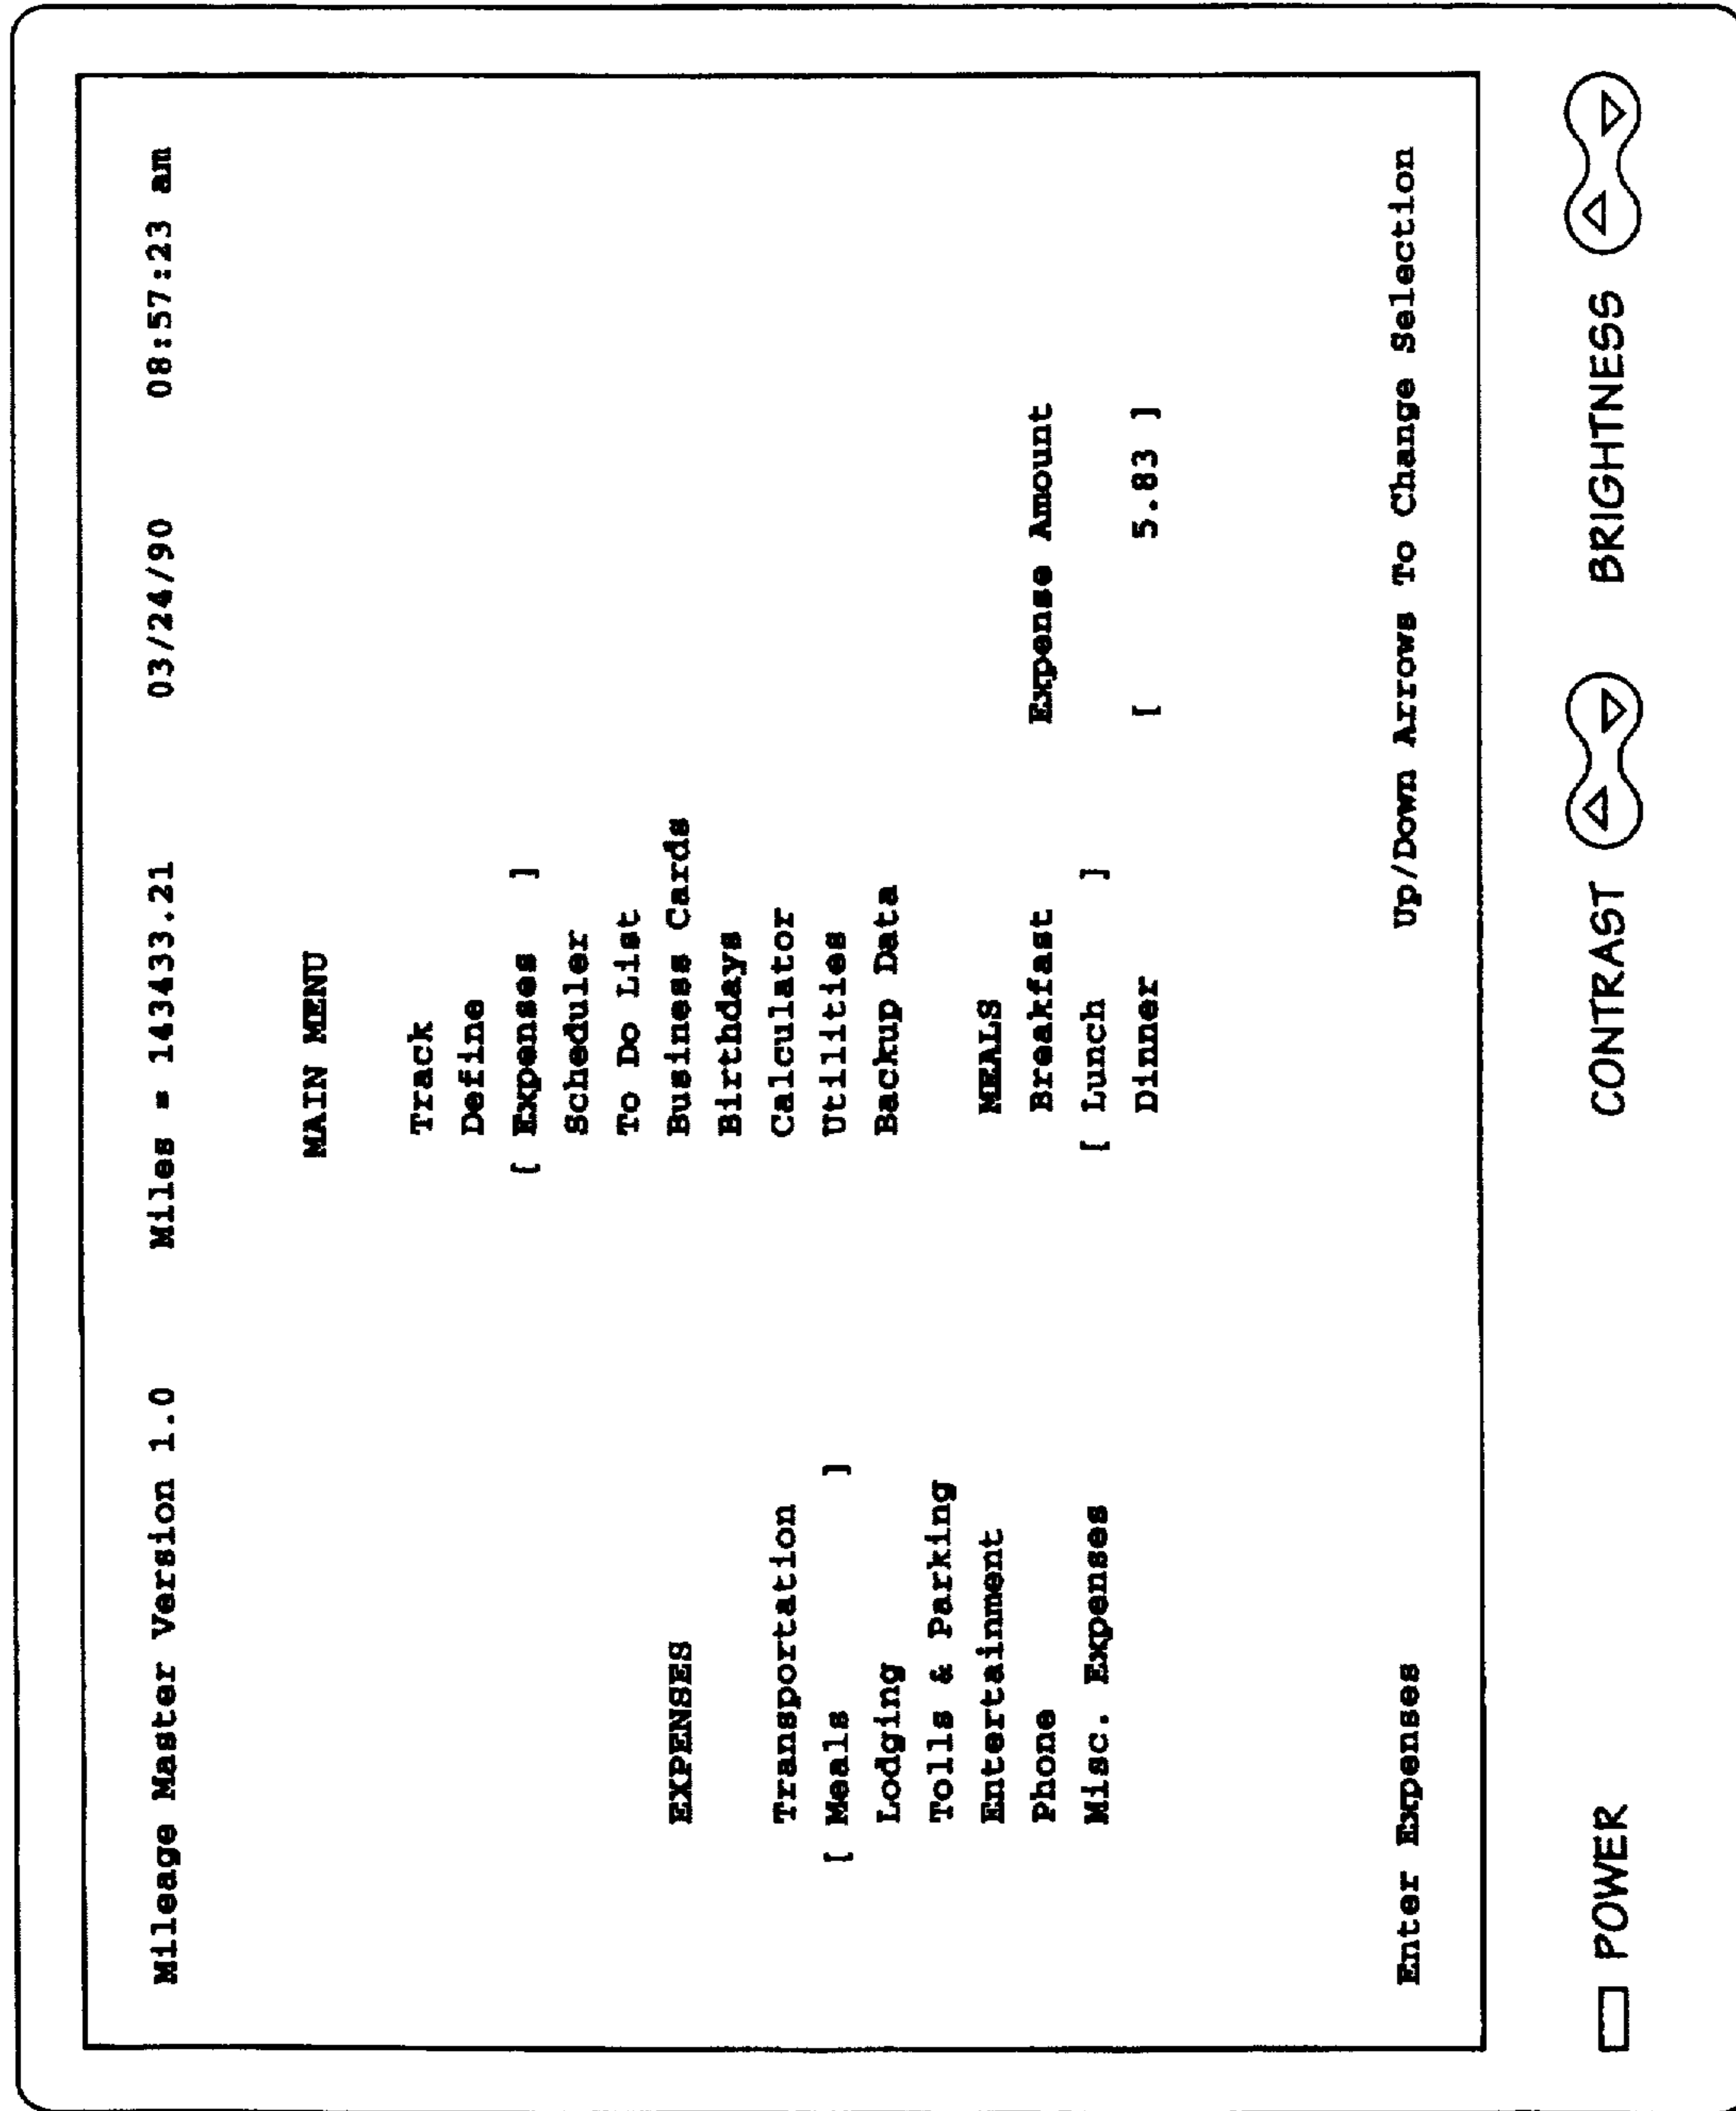 Mileage Master Version 1.0 Miles = 143433.21 03/24/90 08:57:23 am
MAIN MENU
Track
Define
[ Expenses ]
Scheduler
To Do List
Business Cards
Birthdays
Calculator
Utilities
Backup Data
EXPENSES
Transportation
[ Meals ]
Lodging
Tolls & Parking
Entertainment
Phone
Misc. Expenses
MEALS
Breakfast
[ Lunch ]
Dinner
Expense Amount
[ 5.83 ]
Enter Expenses Up/Down Arrows To Change Selection
POWER CONTRAST BRIGHTNESS